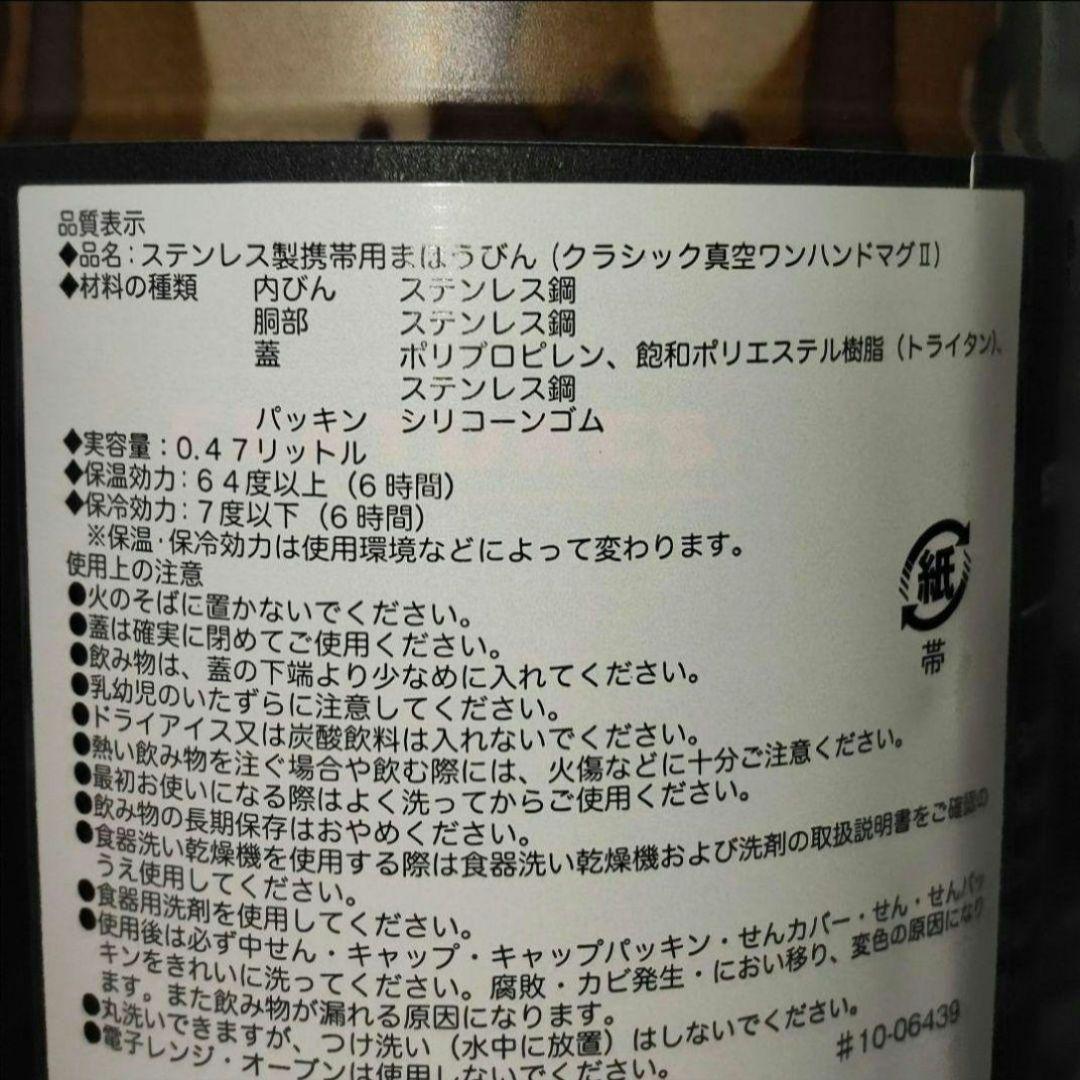 品質表示
◆品名：ステンレス製携帯用まほうびん（クラシック真空ワンハンドマグⅡ）
◆材料の種類 内びん ステンレス鋼
胴部 ステンレス鋼
蓋 ポリプロピレン、飽和ポリエステル樹脂（トライタン）、
ステンレス鋼
パッキン シリコーンゴム
◆実容量：0.47リットル
◆保温効力：64度以上（6時間）
◆保冷効力：7度以下（6時間）
※保温・保冷効力は使用環境などによって変わります。
使用上の注意
●火のそばに置かないでください。
●蓋は確実に閉めてご使用ください。
●飲み物は、蓋の下端より少なめに入れてください。
●乳幼児のいたずらに注意してください。
●ドライアイス又は炭酸飲料は入れないでください。
●熱い飲み物を注ぐ場合や飲む際には、火傷などに十分ご注意ください。
●最初お使いになる際はよく洗ってからご使用ください。
●飲み物の長期保存はおやめください。
●食器洗い乾燥機を使用する際は食器洗い乾燥機および洗剤の取扱説明書をご確認の
うえ使用してください。
●食器用洗剤を使用してください。
●使用後は必ず中せん・キャップ・キャップパッキン・せんカバー・せん・せんパッ
キンをきれいに洗ってください。腐敗・カビ発生・におい移り、変色の原因になり
ます。また飲み物が漏れる原因になります。
●丸洗いできますが、つけ洗い（水中に放置）はしないでください。
●電子レンジ・オーブンは使用しないでください。
#10-06439
紙
帯